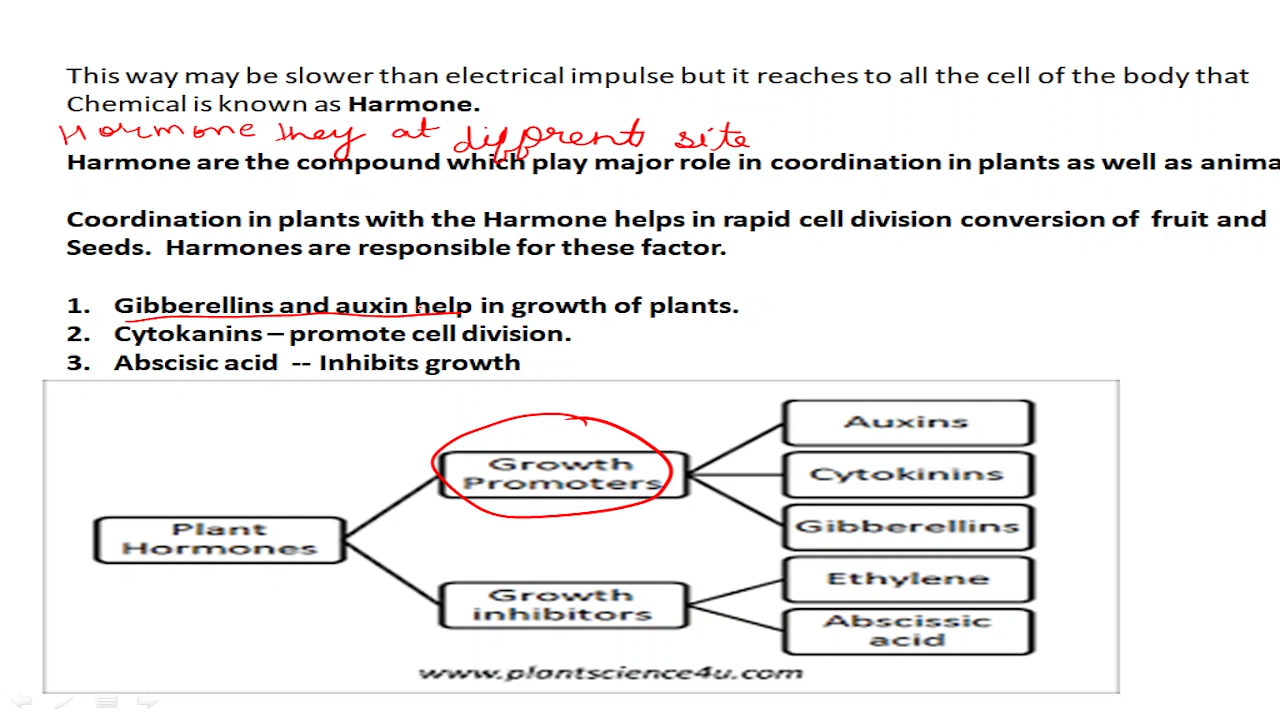 This way may be slower than electrical impulse but it reaches to all the cell of the body that
Chemical is known as Harmone.
Hormone they at diffrent site
Harmone are the compound which play major role in coordination in plants as well as anima
Coordination in plants with the Harmone helps in rapid cell division conversion of fruit and
Seeds. Harmones are responsible for these factor.
1. Gibberellins and auxin help in growth of plants.
2. Cytokanins – promote cell division.
3. Abscisic acid -- Inhibits growth
Plant
Hormones
Growth
Promoters
Growth
inhibitors
Auxins
Cytokinins
Gibberellins
Ethylene
Abscissic
acid
www.plantscience4u.com